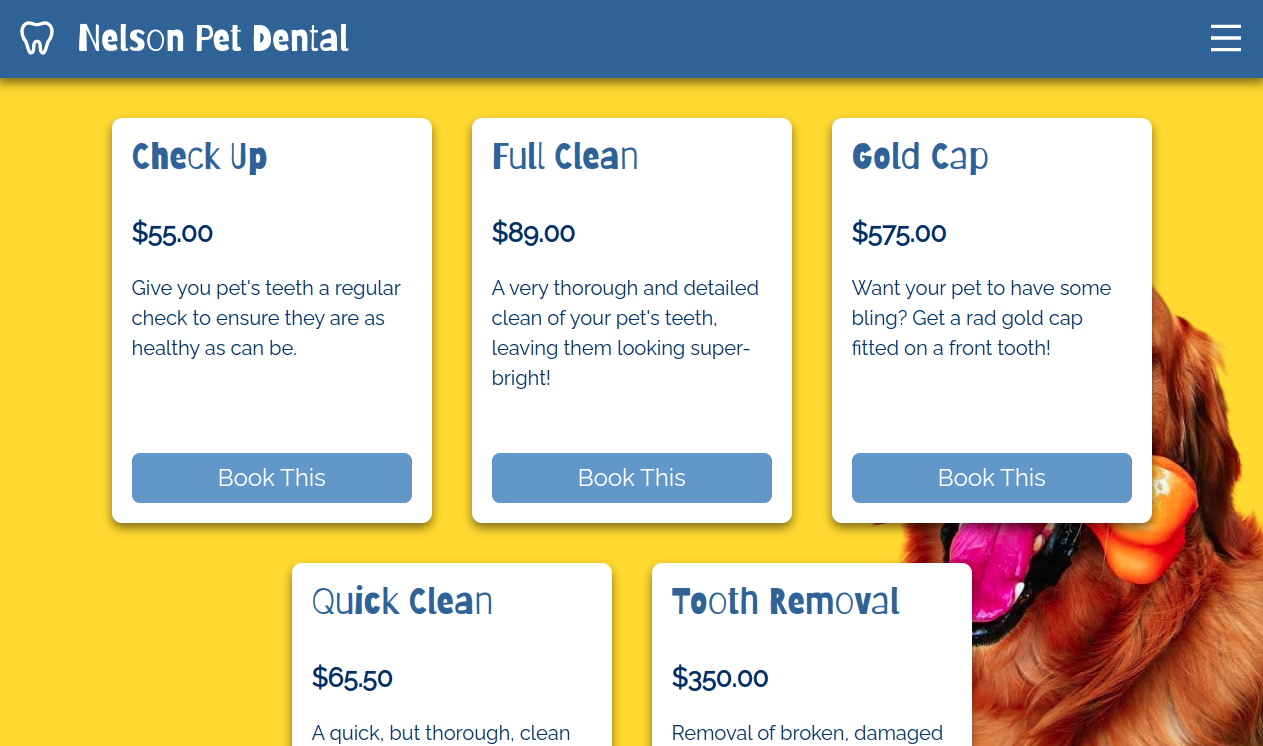 Nelson Pet Dental
Check Up
$55.00
Give you pet's teeth a regular
check to ensure they are as
healthy as can be.
Book This
Full Clean
$89.00
A very thorough and detailed
clean of your pet's teeth,
leaving them looking super-
bright!
Book This
Gold Cap
$575.00
Want your pet to have some
bling? Get a rad gold cap
fitted on a front tooth!
Book This
Quick Clean
$65.50
A quick, but thorough, clean
Tooth Removal
$350.00
Removal of broken, damaged